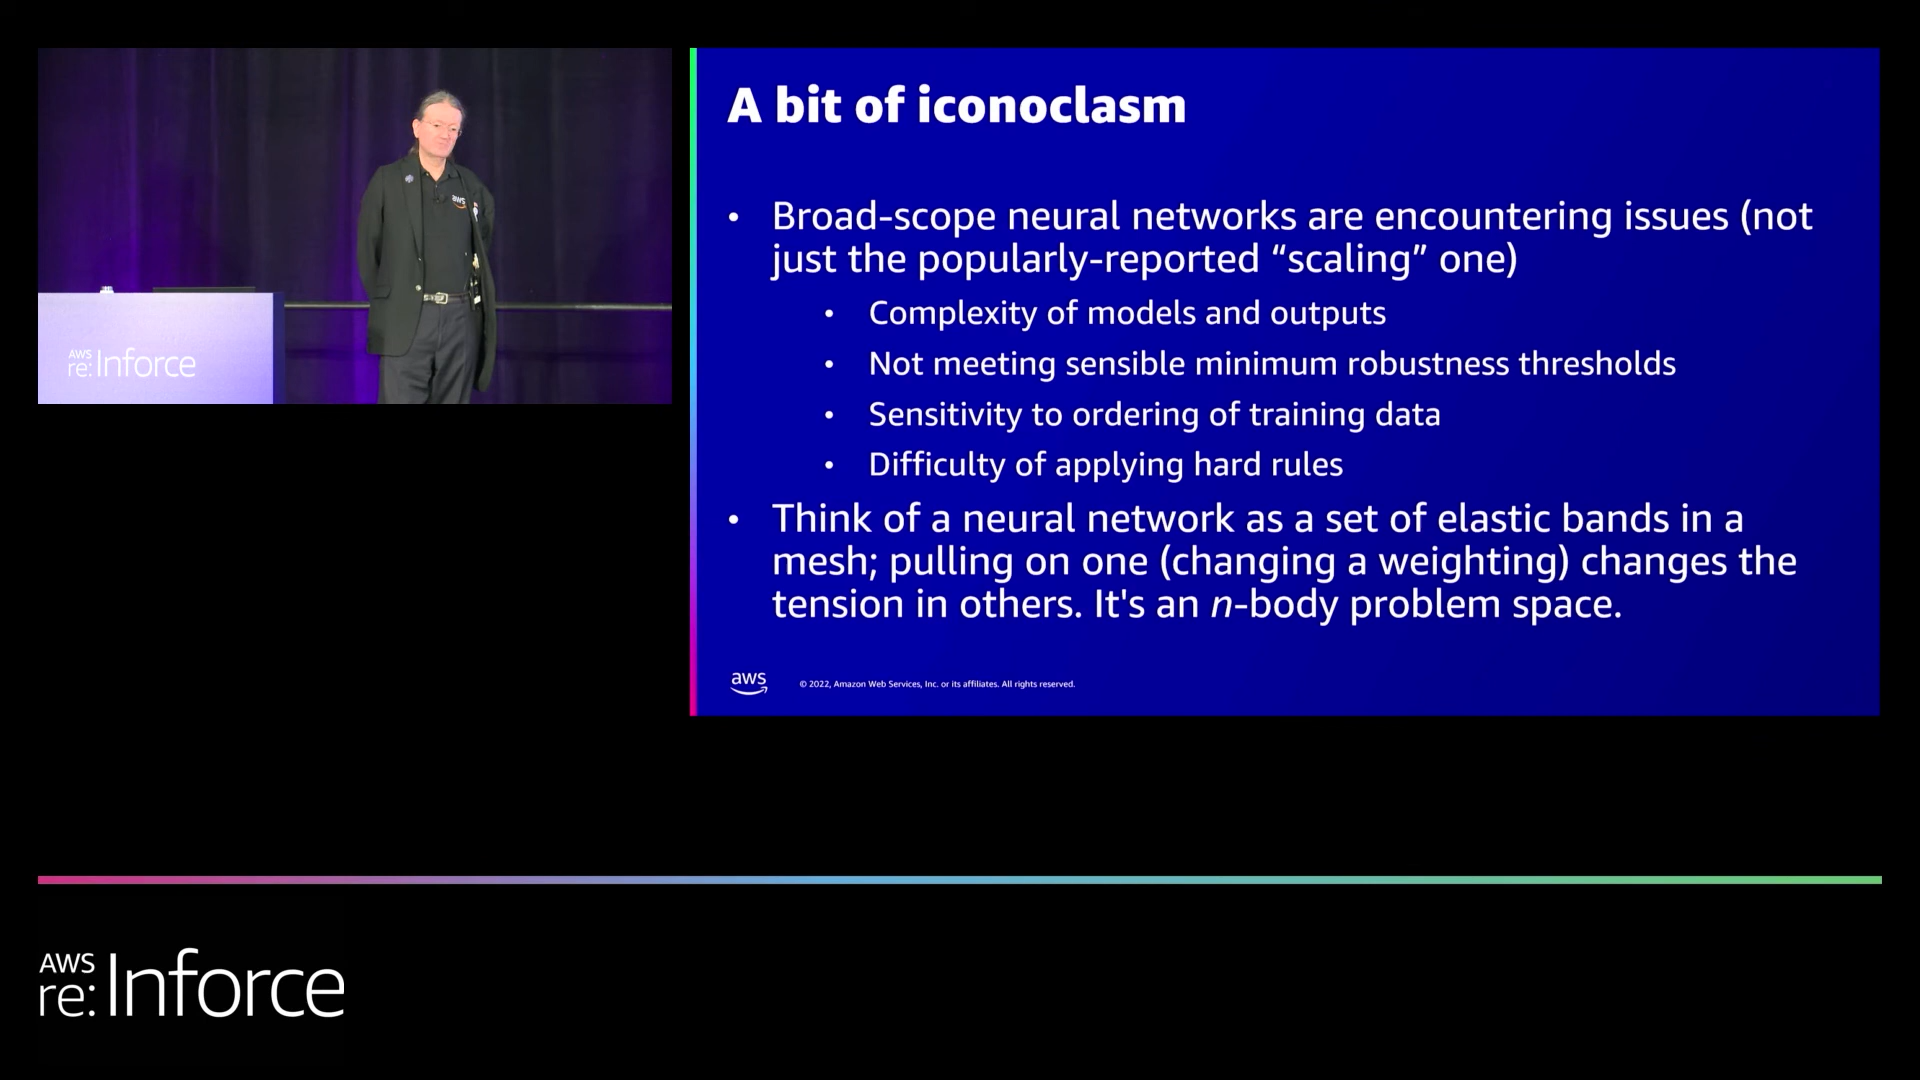 aws
AWS
re:Inforce
A bit of iconoclasm
• Broad-scope neural networks are encountering issues (not
just the popularly-reported “scaling” one)
• Complexity of models and outputs
• Not meeting sensible minimum robustness thresholds
• Sensitivity to ordering of training data
• Difficulty of applying hard rules
• Think of a neural network as a set of elastic bands in a
mesh; pulling on one (changing a weighting) changes the
tension in others. It's an n-body problem space.
aws
© 2022, Amazon Web Services, Inc. or its affiliates. All rights reserved.
AWS
re:Inforce